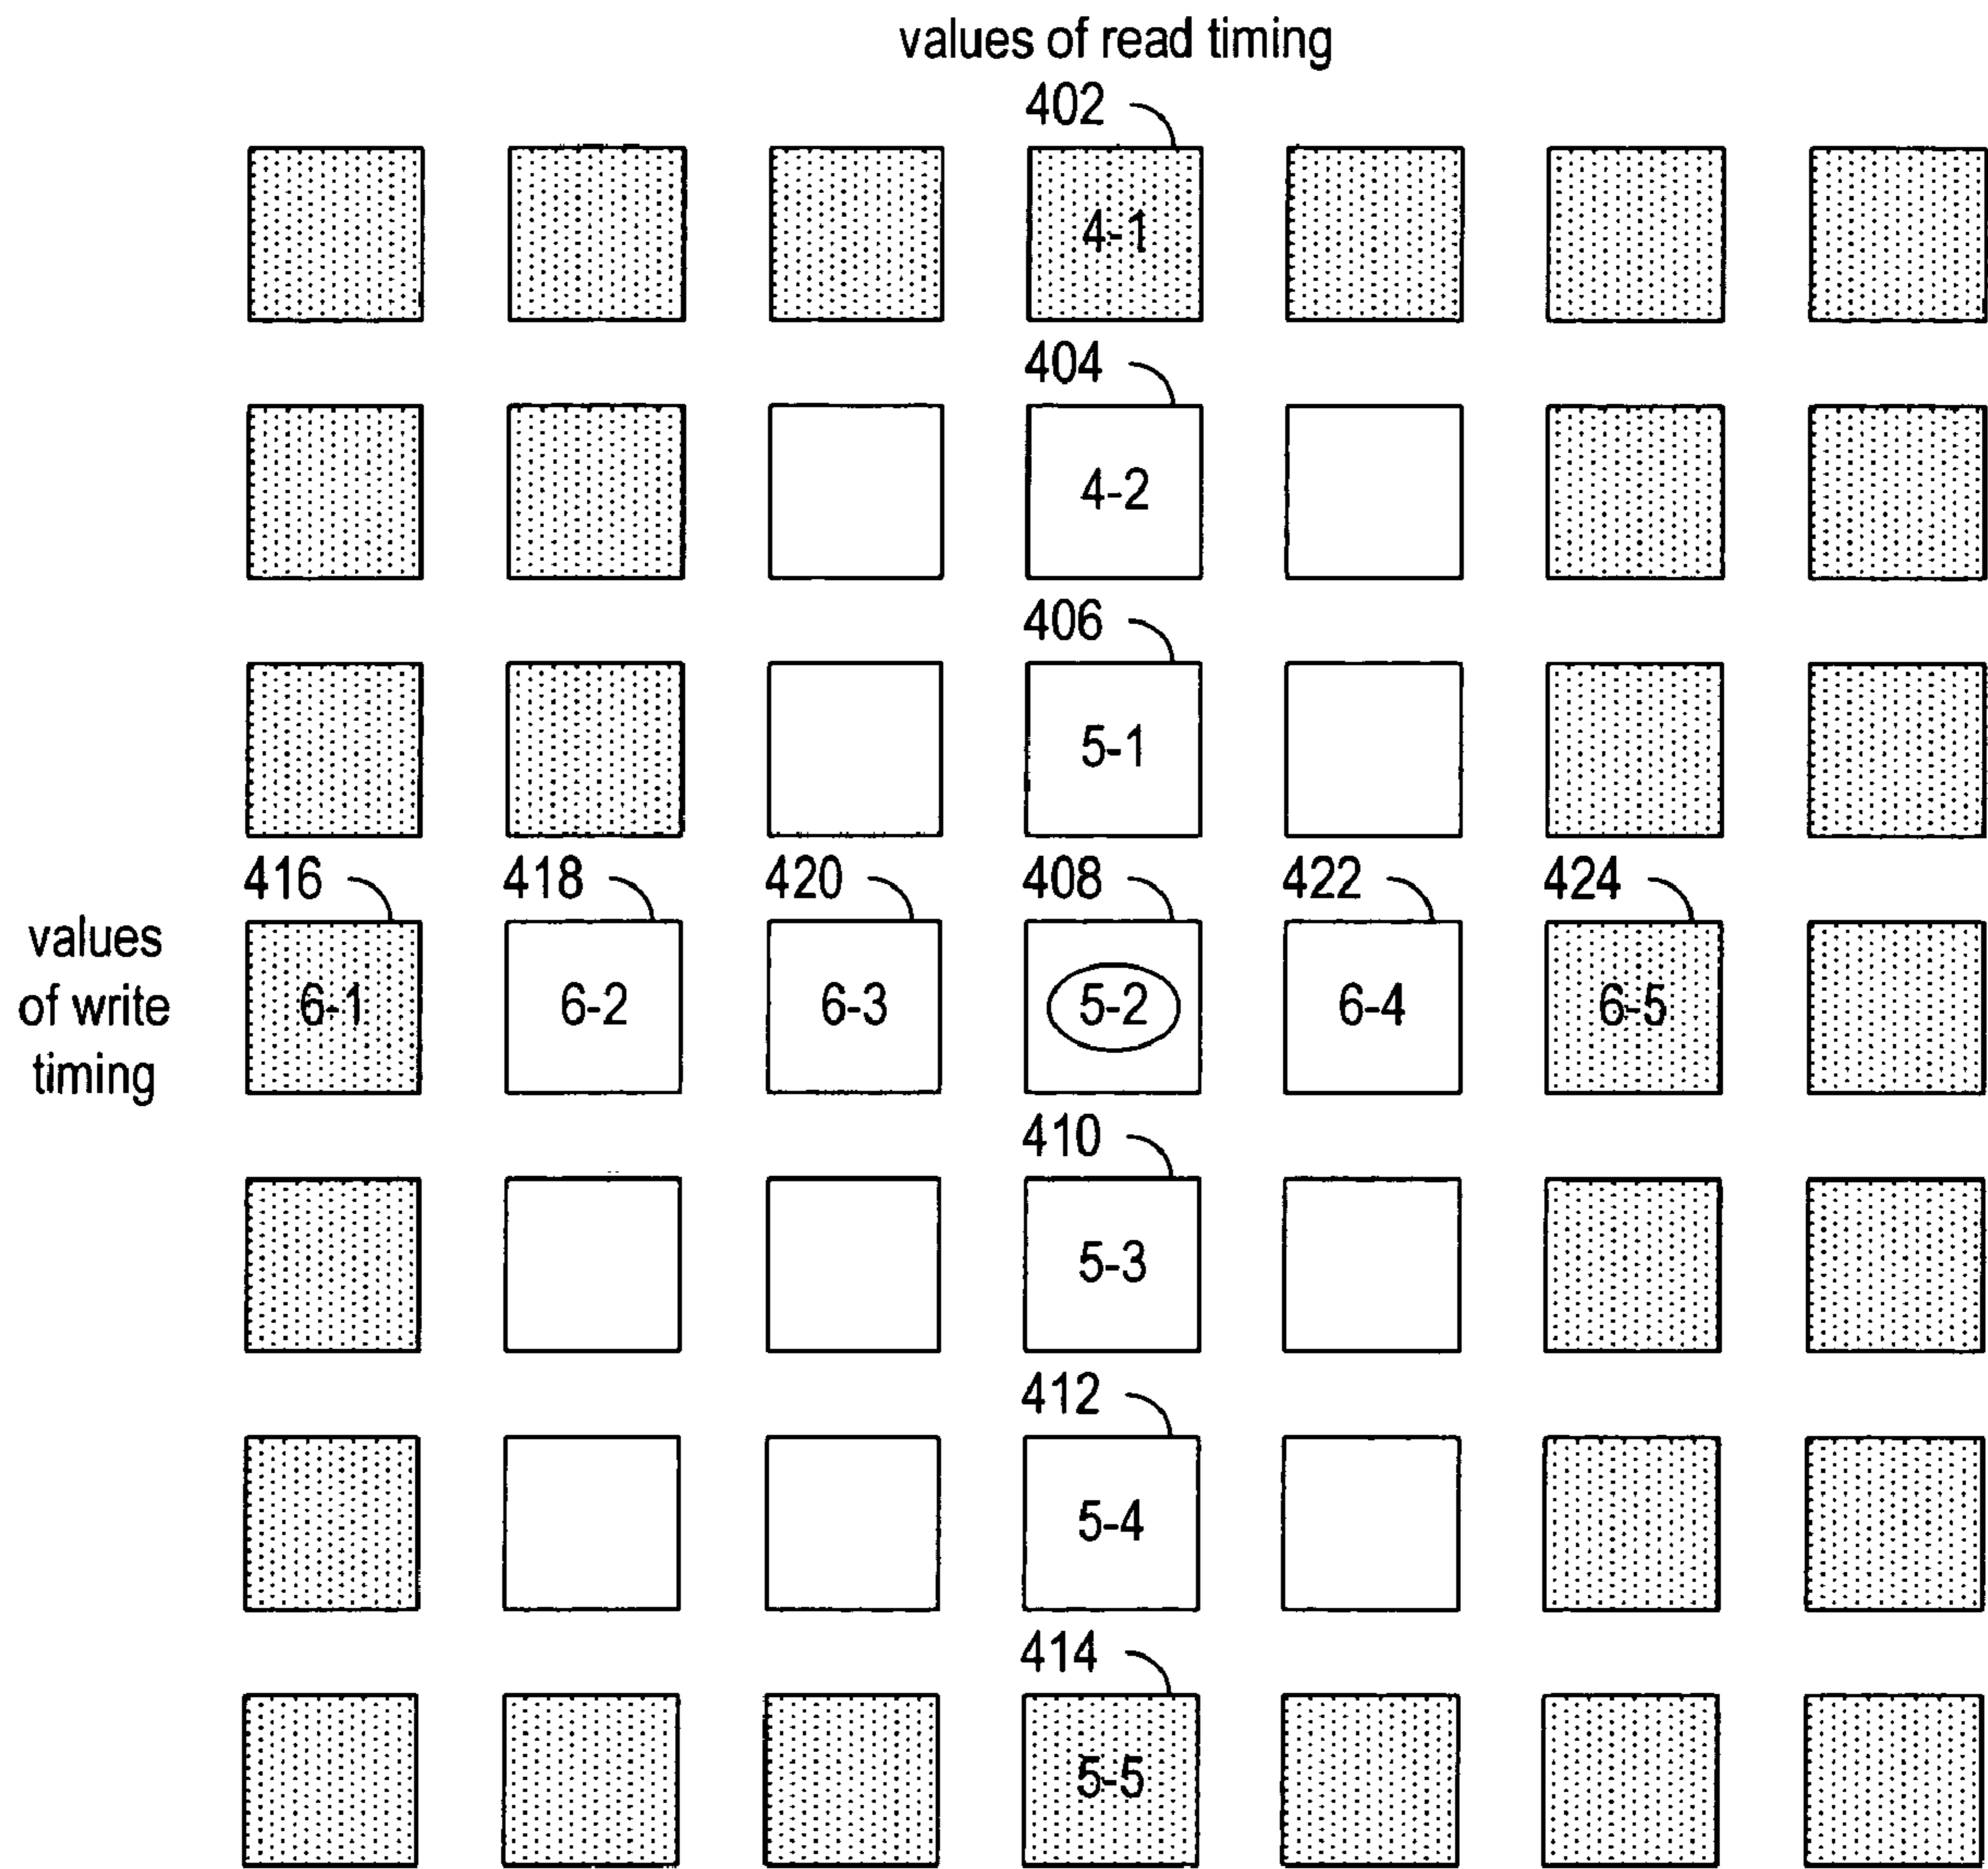 values of read timing
402
4-1
404
4-2
406
5-1
416 418 420 408 422 424
values
of write
timing
6-1 6-2 6-3 5-2 6-4 6-5
410
5-3
412
5-4
414
5-5